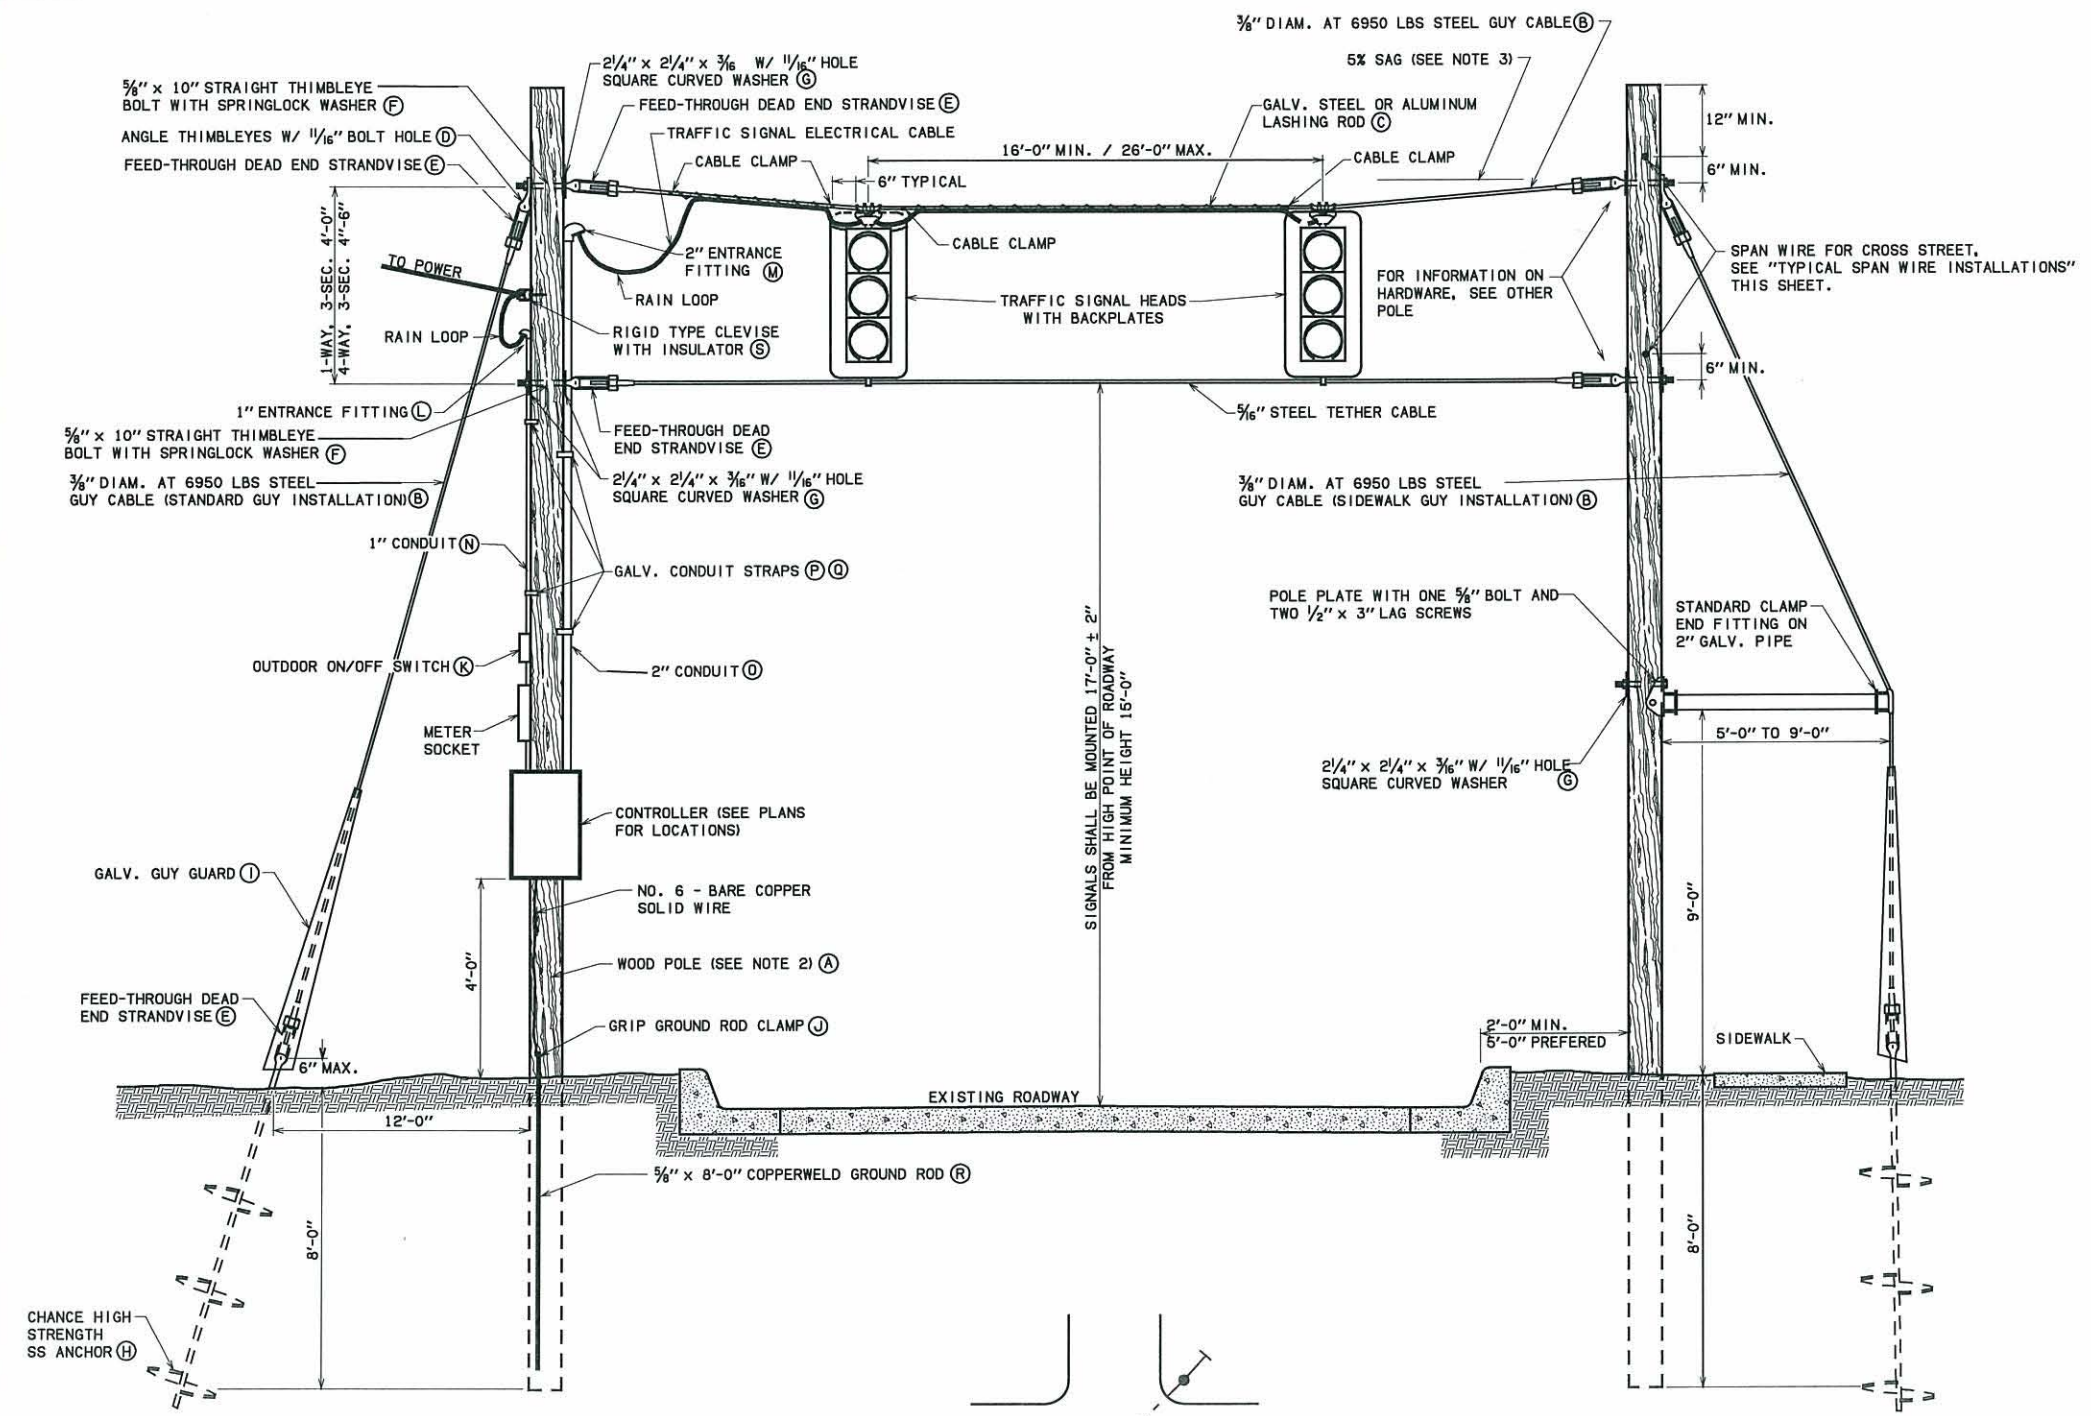 ⅜" DIAM. AT 6950 LBS STEEL GUY CABLE Ⓑ
5% SAG (SEE NOTE 3)
2¼" x 2¼" x 3⁄16 W/ 11⁄16" HOLE
SQUARE CURVED WASHER Ⓖ
⅝" x 10" STRAIGHT THIMBLEYE
BOLT WITH SPRINGLOCK WASHER Ⓕ
FEED-THROUGH DEAD END STRANDVISE Ⓔ
GALV. STEEL OR ALUMINUM
LASHING ROD Ⓒ
12" MIN.
ANGLE THIMBLEYES W/ 11⁄16" BOLT HOLE Ⓓ
TRAFFIC SIGNAL ELECTRICAL CABLE
FEED-THROUGH DEAD END STRANDVISE Ⓔ
CABLE CLAMP
16'-0" MIN. / 26'-0" MAX.
CABLE CLAMP
6" MIN.
6" TYPICAL
1-WAY, 3-SEC. 4'-0"
4-WAY, 3-SEC. 4"-6"
CABLE CLAMP
TO POWER
2" ENTRANCE
FITTING Ⓜ
RAIN LOOP
FOR INFORMATION ON
HARDWARE, SEE OTHER
POLE
SPAN WIRE FOR CROSS STREET,
SEE "TYPICAL SPAN WIRE INSTALLATIONS"
THIS SHEET.
TRAFFIC SIGNAL HEADS
WITH BACKPLATES
RAIN LOOP
RIGID TYPE CLEVISE
WITH INSULATOR Ⓢ
6" MIN.
1" ENTRANCE FITTING Ⓛ
5⁄16" STEEL TETHER CABLE
⅝" x 10" STRAIGHT THIMBLEYE
BOLT WITH SPRINGLOCK WASHER Ⓕ
FEED-THROUGH DEAD
END STRANDVISE Ⓔ
⅜" DIAM. AT 6950 LBS STEEL
GUY CABLE (STANDARD GUY INSTALLATION) Ⓑ
2¼" x 2¼" x 3⁄16" W/ 11⁄16" HOLE
SQUARE CURVED WASHER Ⓖ
⅜" DIAM. AT 6950 LBS STEEL
GUY CABLE (SIDEWALK GUY INSTALLATION) Ⓑ
1" CONDUIT Ⓝ
GALV. CONDUIT STRAPS Ⓟ Ⓠ
POLE PLATE WITH ONE ⅝" BOLT AND
TWO ½" x 3" LAG SCREWS
STANDARD CLAMP
END FITTING ON
2" GALV. PIPE
OUTDOOR ON/OFF SWITCH Ⓚ
2" CONDUIT Ⓞ
SIGNALS SHALL BE MOUNTED 17'-0" ± 2"
FROM HIGH POINT OF ROADWAY
MINIMUM HEIGHT 15'-0"
METER
SOCKET
5'-0" TO 9'-0"
2¼" x 2¼" x 3⁄16" W/ 11⁄16" HOLE
SQUARE CURVED WASHER Ⓖ
CONTROLLER (SEE PLANS
FOR LOCATIONS)
GALV. GUY GUARD Ⓘ
NO. 6 - BARE COPPER
SOLID WIRE
9'-0"
4'-0"
WOOD POLE (SEE NOTE 2) Ⓐ
FEED-THROUGH DEAD
END STRANDVISE Ⓔ
GRIP GROUND ROD CLAMP Ⓙ
2'-0" MIN.
5'-0" PREFERED
SIDEWALK
6" MAX.
EXISTING ROADWAY
12'-0"
⅝" x 8'-0" COPPERWELD GROUND ROD Ⓡ
8'-0"
8'-0"
CHANCE HIGH
STRENGTH
SS ANCHOR Ⓗ